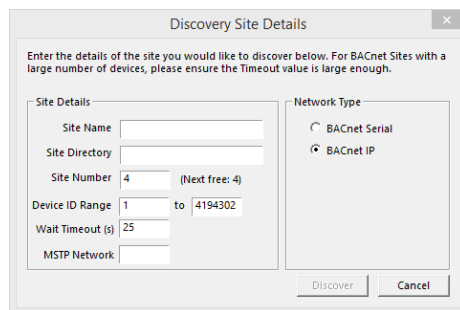 Discovery Site Details
Enter the details of the site you would like to discover below. For BACnet Sites with a
large number of devices, please ensure the Timeout value is large enough.
Site Details
Site Name
Site Directory
Site Number 4 (Next free: 4)
Device ID Range 1 to 4194302
Wait Timeout (s) 25
MSTP Network
Network Type
BACnet Serial
BACnet IP
Discover Cancel